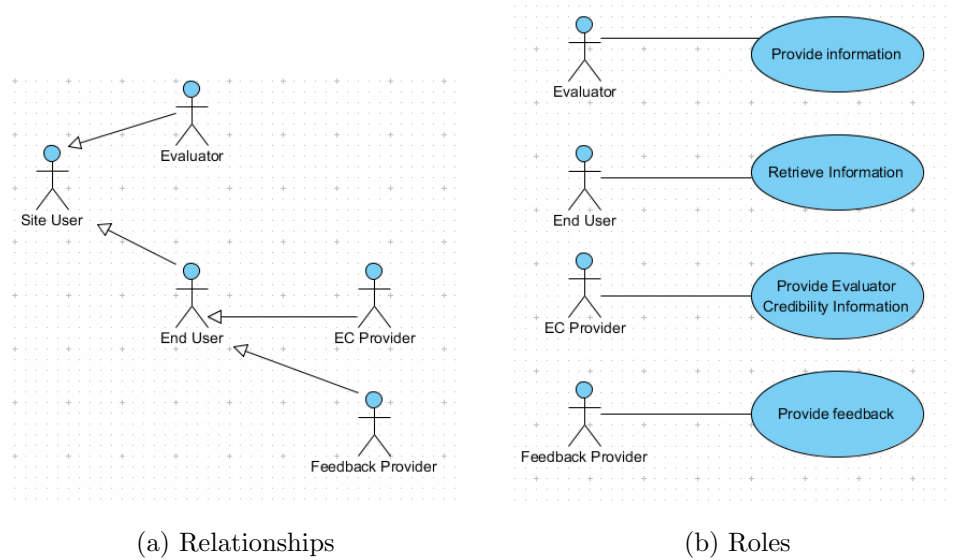 Evaluator
Site User
End User
EC Provider
Feedback Provider
(a) Relationships
Evaluator
Provide information
End User
Retrieve Information
EC Provider
Provide Evaluator
Credibility Information
Feedback Provider
Provide feedback
(b) Roles